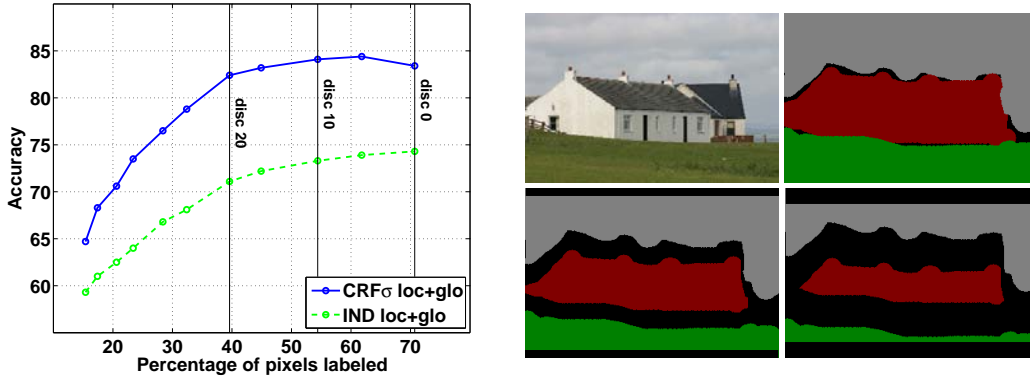 85
80
75
70
65
60
Accuracy
disc 20
disc 10
disc 0
CRFσ loc+glo
IND loc+glo
20 30 40 50 60 70
Percentage of pixels labeled